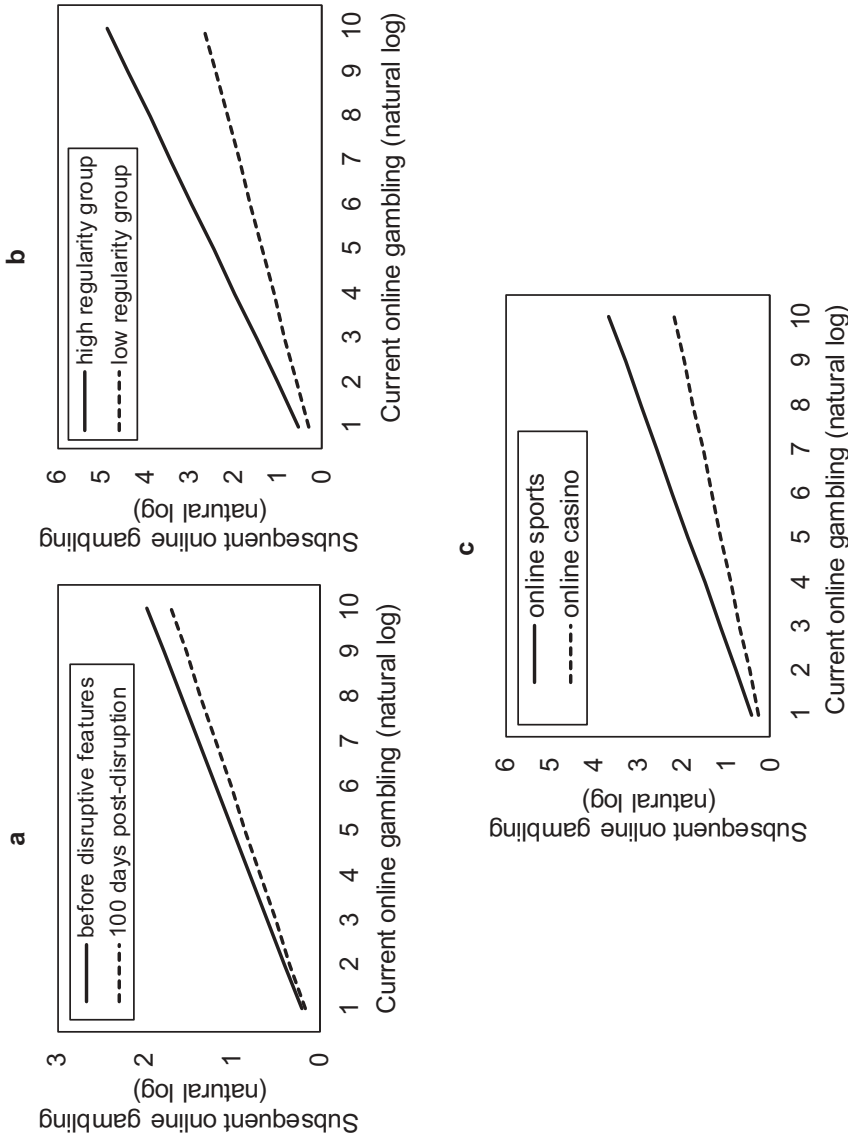 a
Subsequent online gambling
(natural log)
3
2
1
0
before disruptive features
100 days post-disruption
1 2 3 4 5 6 7 8 9 10
Current online gambling (natural log)
b
Subsequent online gambling
(natural log)
6
5
4
3
2
1
0
high regularity group
low regularity group
1 2 3 4 5 6 7 8 9 10
Current online gambling (natural log)
c
Subsequent online gambling
(natural log)
6
5
4
3
2
1
0
online sports
online casino
1 2 3 4 5 6 7 8 9 10
Current online gambling (natural log)